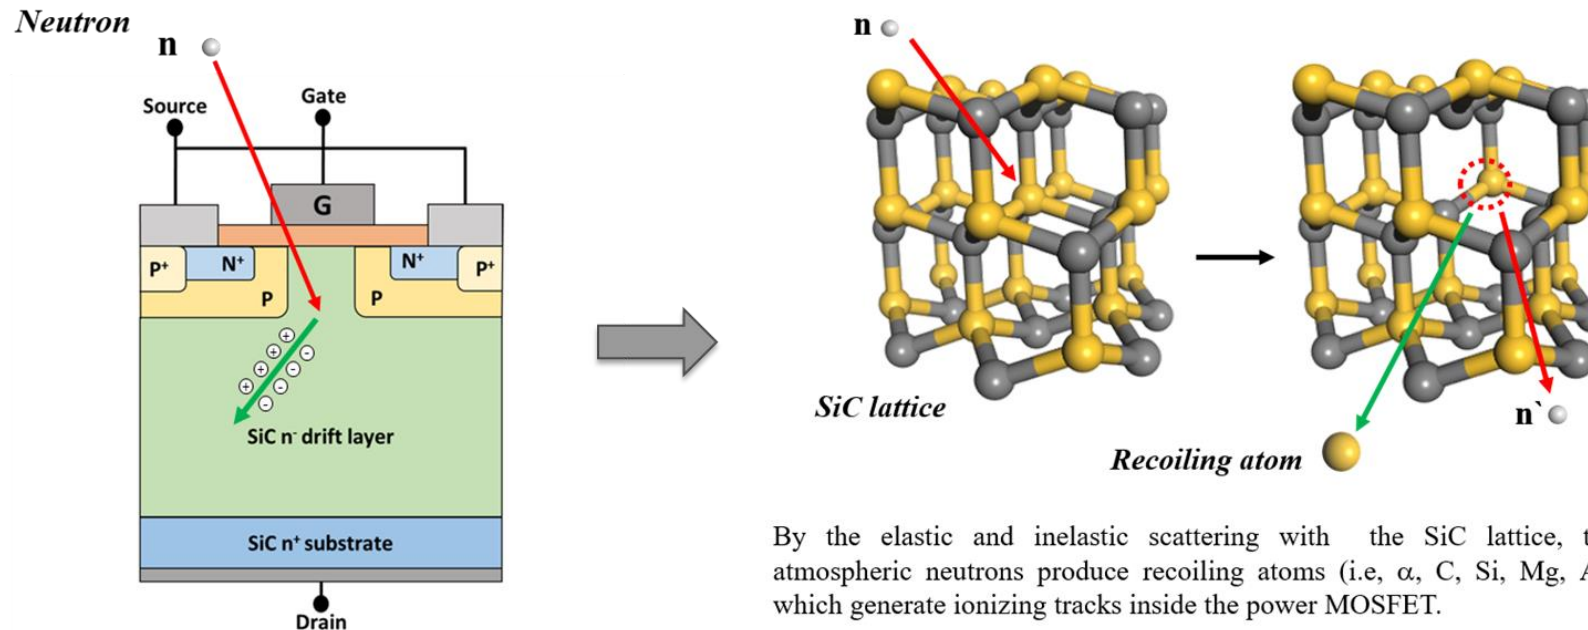 Neutron
n
Source
Gate
G
P⁺
N⁺
P
P
N⁺
P⁺
+
-
+
-
+
-
+
-
SiC n⁻ drift layer
SiC n⁺ substrate
Drain
n
SiC lattice
n`
Recoiling atom
By the elastic and inelastic scattering with the SiC lattice,
atmospheric neutrons produce recoiling atoms (i.e, α, C, Si, Mg,
which generate ionizing tracks inside the power MOSFET.